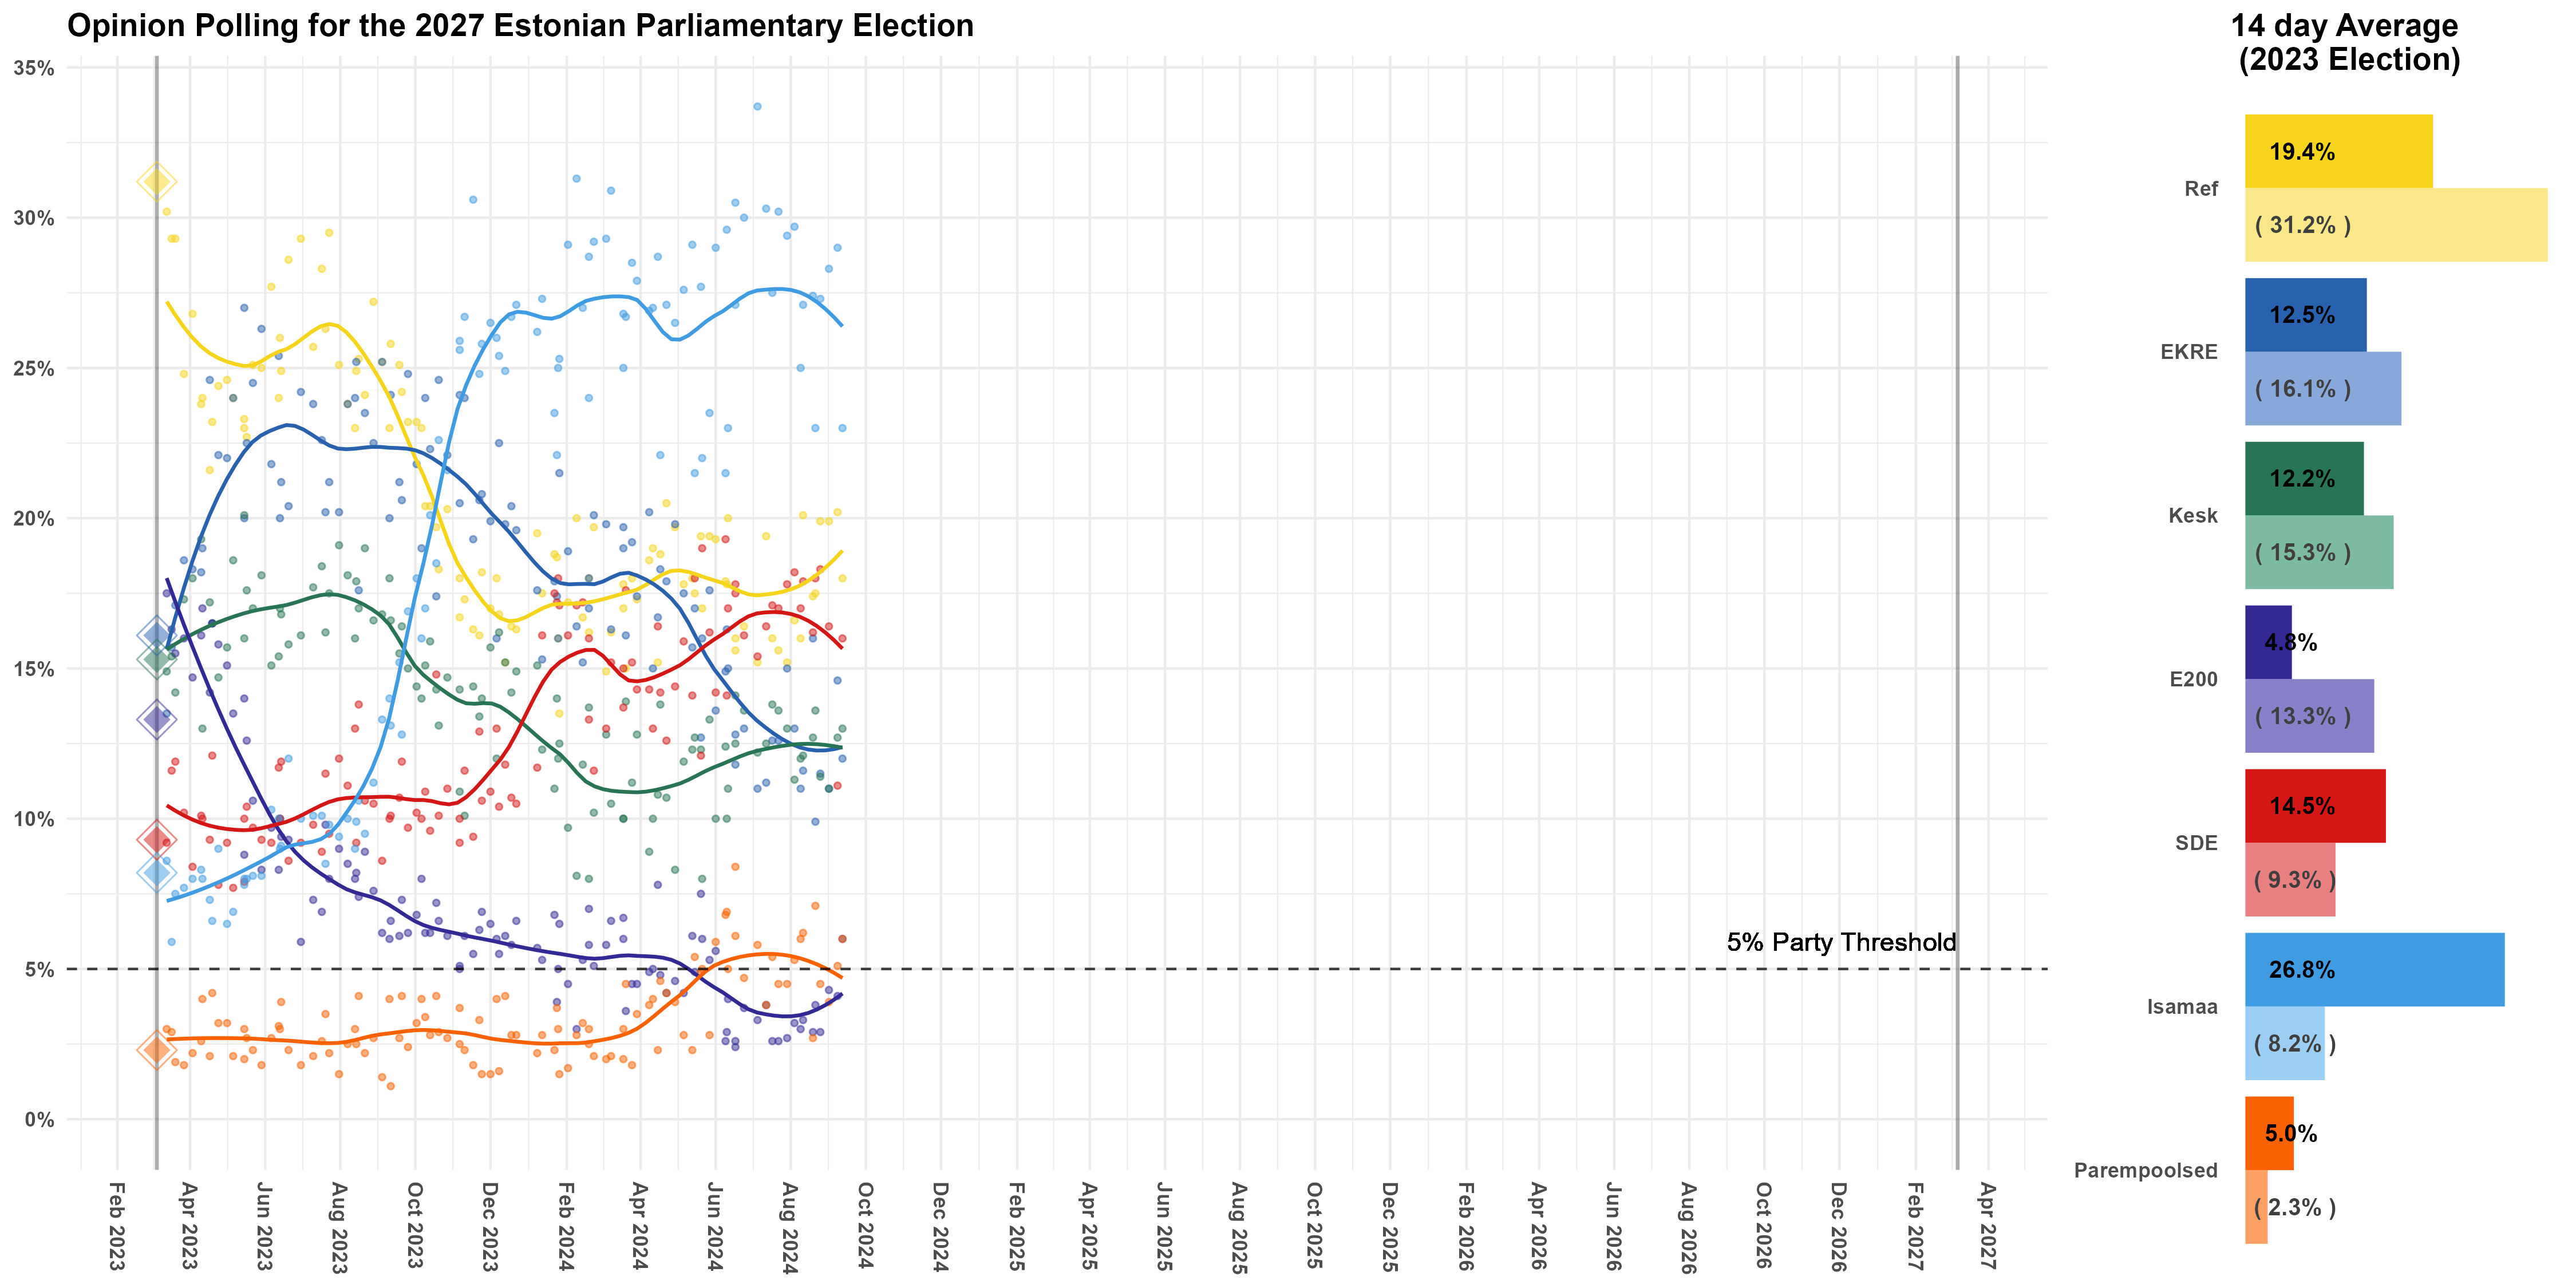 Opinion Polling for the 2027 Estonian Parliamentary Election
35%
30%
25%
20%
15%
10%
5%
0%
5% Party Threshold
Feb 2023
Apr 2023
Jun 2023
Aug 2023
Oct 2023
Dec 2023
Feb 2024
Apr 2024
Jun 2024
Aug 2024
Oct 2024
Dec 2024
Feb 2025
Apr 2025
Jun 2025
Aug 2025
Oct 2025
Dec 2025
Feb 2026
Apr 2026
Jun 2026
Aug 2026
Oct 2026
Dec 2026
Feb 2027
Apr 2027
14 day Average
(2023 Election)
Ref
19.4%
( 31.2% )
EKRE
12.5%
( 16.1% )
Kesk
12.2%
( 15.3% )
E200
4.8%
( 13.3% )
SDE
14.5%
( 9.3% )
Isamaa
26.8%
( 8.2% )
Parempoolsed
5.0%
( 2.3% )